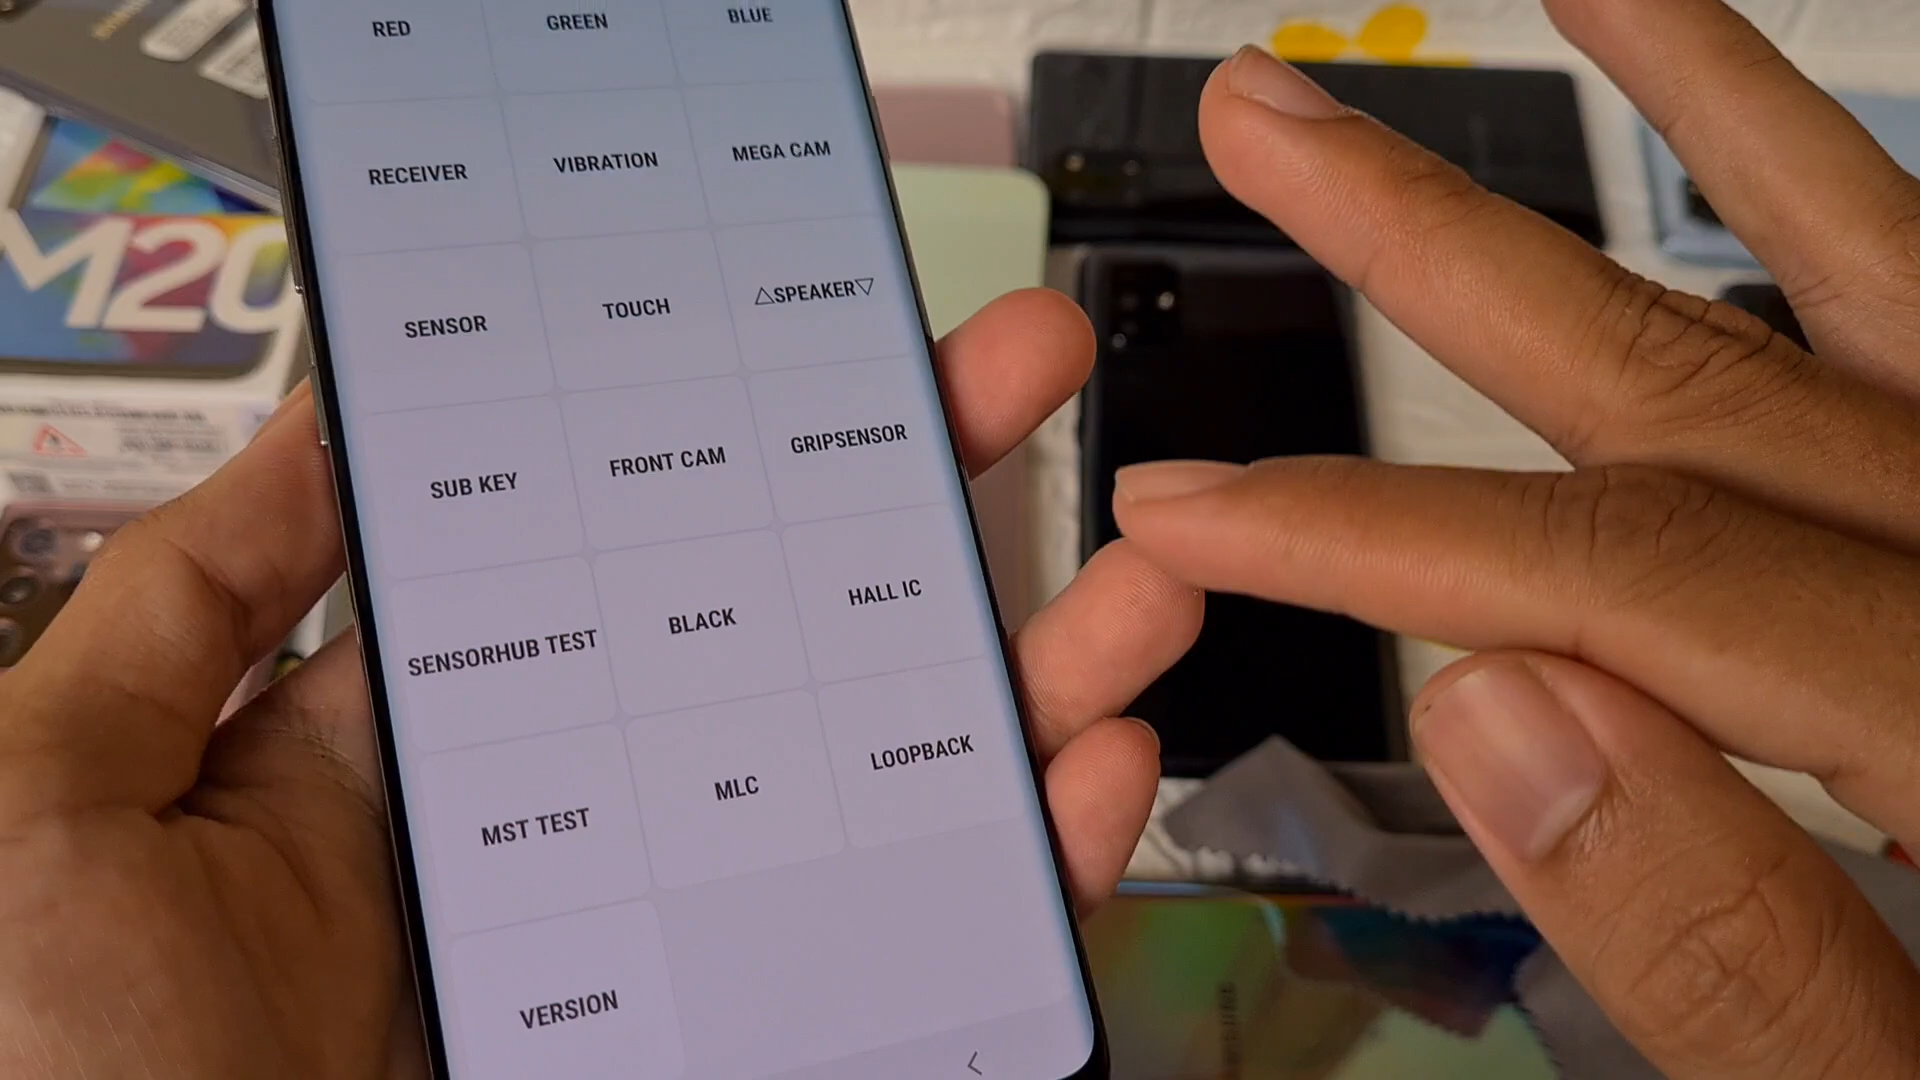 RED GREEN BLUE
RECEIVER VIBRATION MEGA CAM
SENSOR TOUCH △SPEAKER▽
SUB KEY FRONT CAM GRIPSENSOR
SENSORHUB TEST BLACK HALL IC
MST TEST MLC LOOPBACK
VERSION
M20